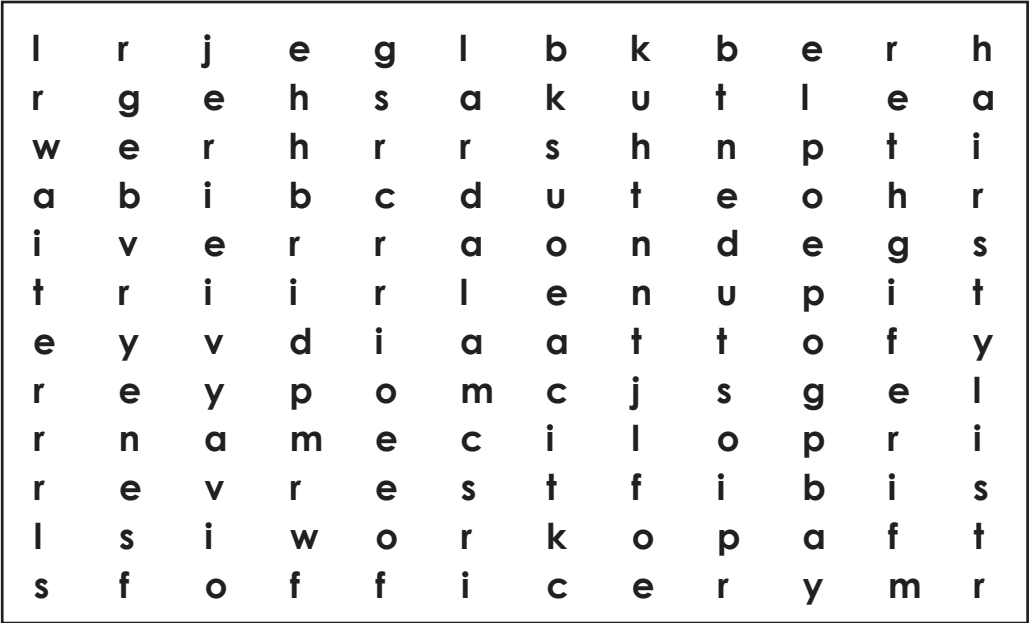 l r j e g l b k b e r h
r g e h s a k u t l e a
w e r h r r s h n p t i
a b i b c d u t e o h r
i v e r r a o n d e g s
t r i i r l e n u p i t
e y v d i a a t t o f y
r e y p o m c j s g e l
r n a m e c i l o p r i
r e v r e s t f i b i s
l s i w o r k o p a f t
s f o f f i c e r y m r